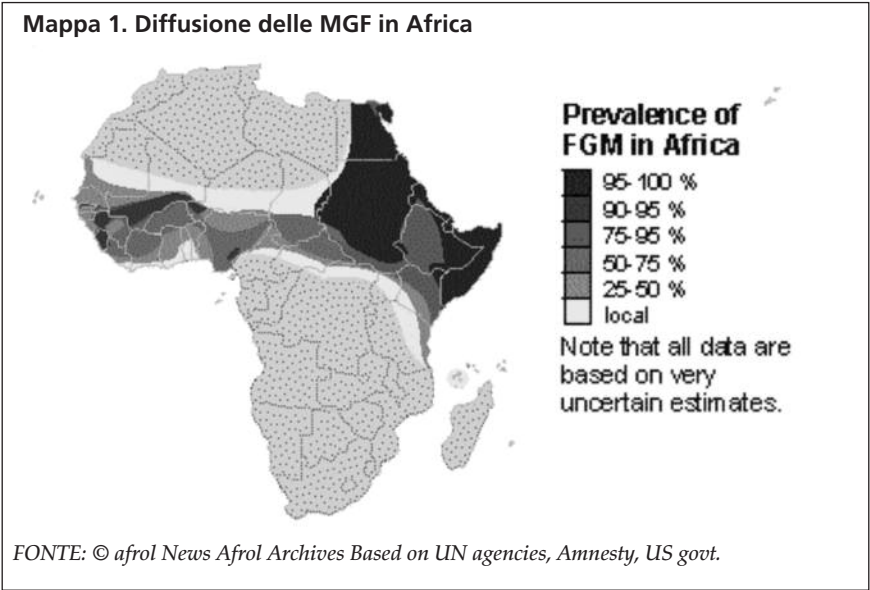 Mappa 1. Diffusione delle MGF in Africa
Prevalence of
FGM in Africa
95-100 %
90-95 %
75-95 %
50-75 %
25-50 %
local
Note that all data are
based on very
uncertain estimates.
FONTE: © afrol News Afrol Archives Based on UN agencies, Amnesty, US govt.